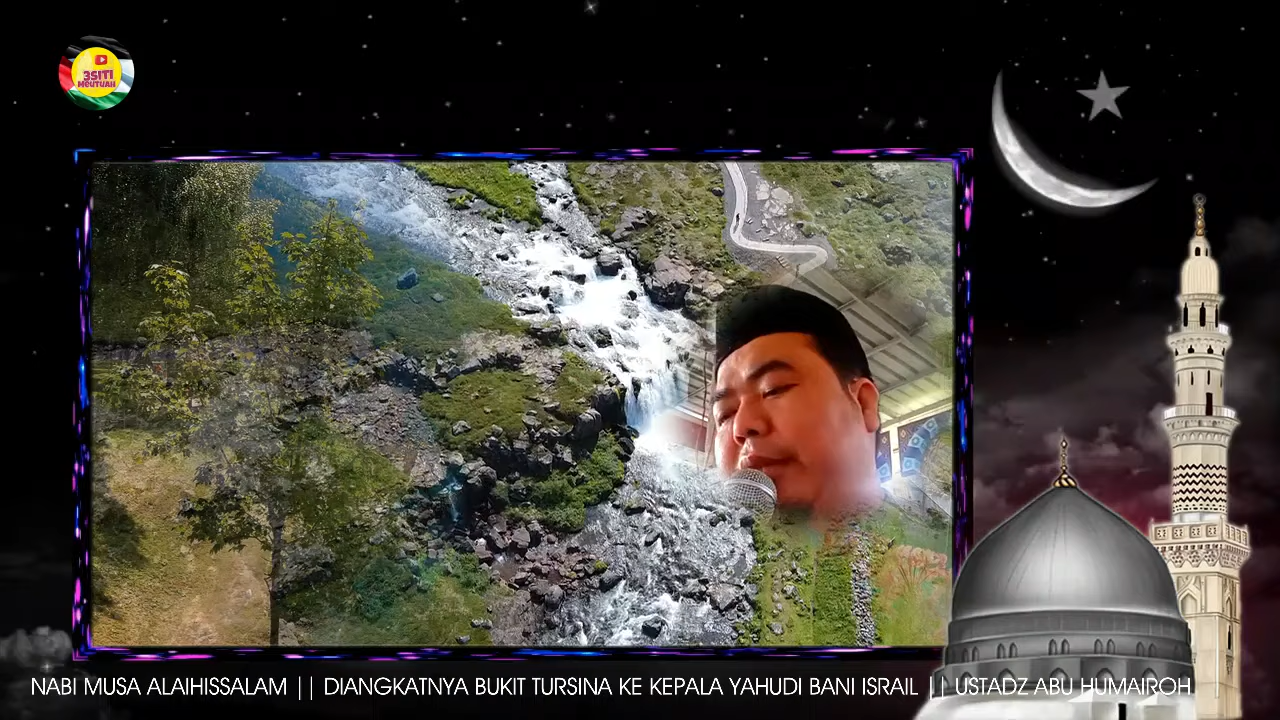 3SITI
MEUTUAH
NABI MUSA ALAIHISSALAM || DIANGKATNYA BUKIT TURSINA KE KEPALA YAHUDI BANI ISRAIL || USTADZ ABU HUMAIROH